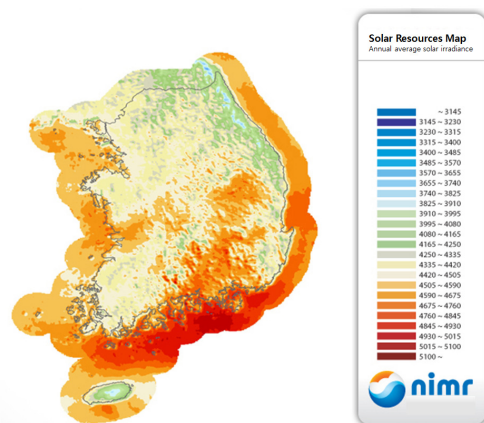 Solar Resources Map
Annual average solar irradiance
~ 3145
3145 ~ 3230
3230 ~ 3315
3315 ~ 3400
3400 ~ 3485
3485 ~ 3570
3570 ~ 3655
3655 ~ 3740
3740 ~ 3825
3825 ~ 3910
3910 ~ 3995
3995 ~ 4080
4080 ~ 4165
4165 ~ 4250
4250 ~ 4335
4335 ~ 4420
4420 ~ 4505
4505 ~ 4590
4590 ~ 4675
4675 ~ 4760
4760 ~ 4845
4845 ~ 4930
4930 ~ 5015
5015 ~ 5100
5100 ~
nimr